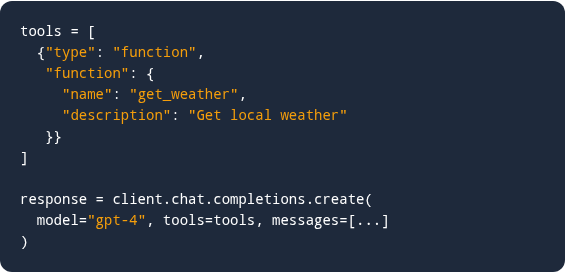 tools = [
  {"type": "function",
   "function": {
     "name": "get_weather",
     "description": "Get local weather"
   }}
]

response = client.chat.completions.create(
  model="gpt-4", tools=tools, messages=[...]
)